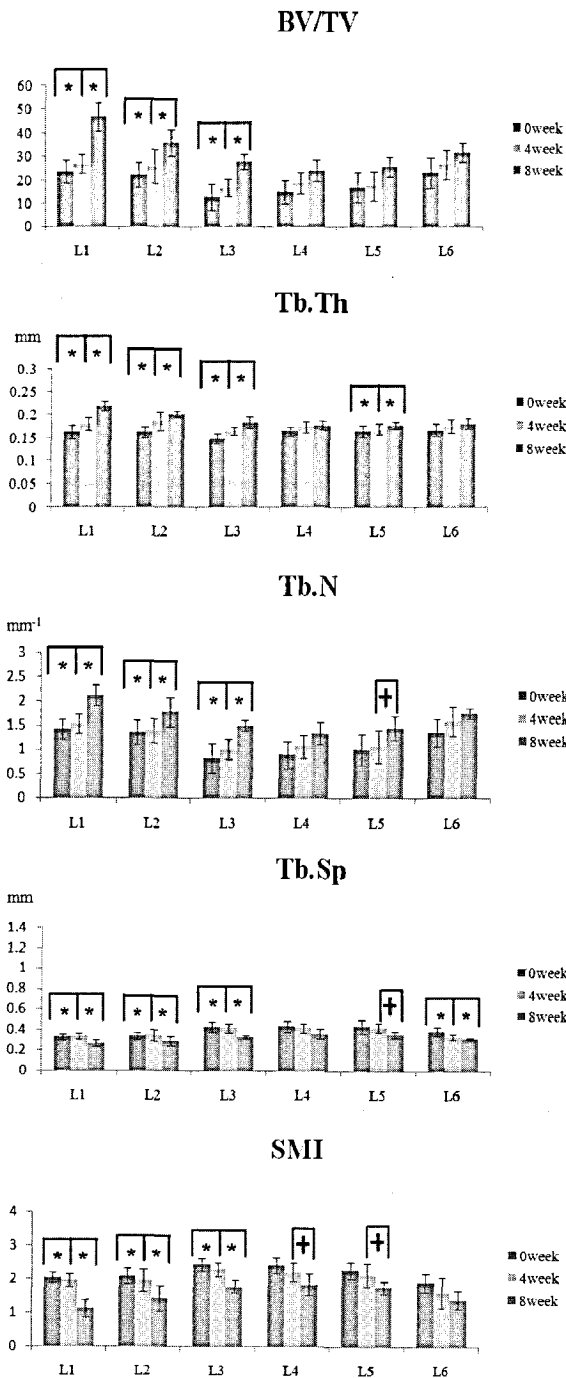 BV/TV
* * * * * *
60
50
40
30
20
10
0
L1 L2 L3 L4 L5 L6
0week
4week
8week
Tb.Th
mm
* * * * * * * *
0.3
0.25
0.2
0.15
0.1
0.05
0
L1 L2 L3 L4 L5 L6
0week
4week
8week
Tb.N
mm-1
* * * * * * +
3
2.5
2
1.5
1
0.5
0
L1 L2 L3 L4 L5 L6
0week
4week
8week
Tb.Sp
mm
* * * * * * + * *
1.4
1.2
1
0.8
0.6
0.4
0.2
0
L1 L2 L3 L4 L5 L6
0week
4week
8week
SMI
* * * * * * + +
4
3
2
1
0
L1 L2 L3 L4 L5 L6
0week
4week
8week